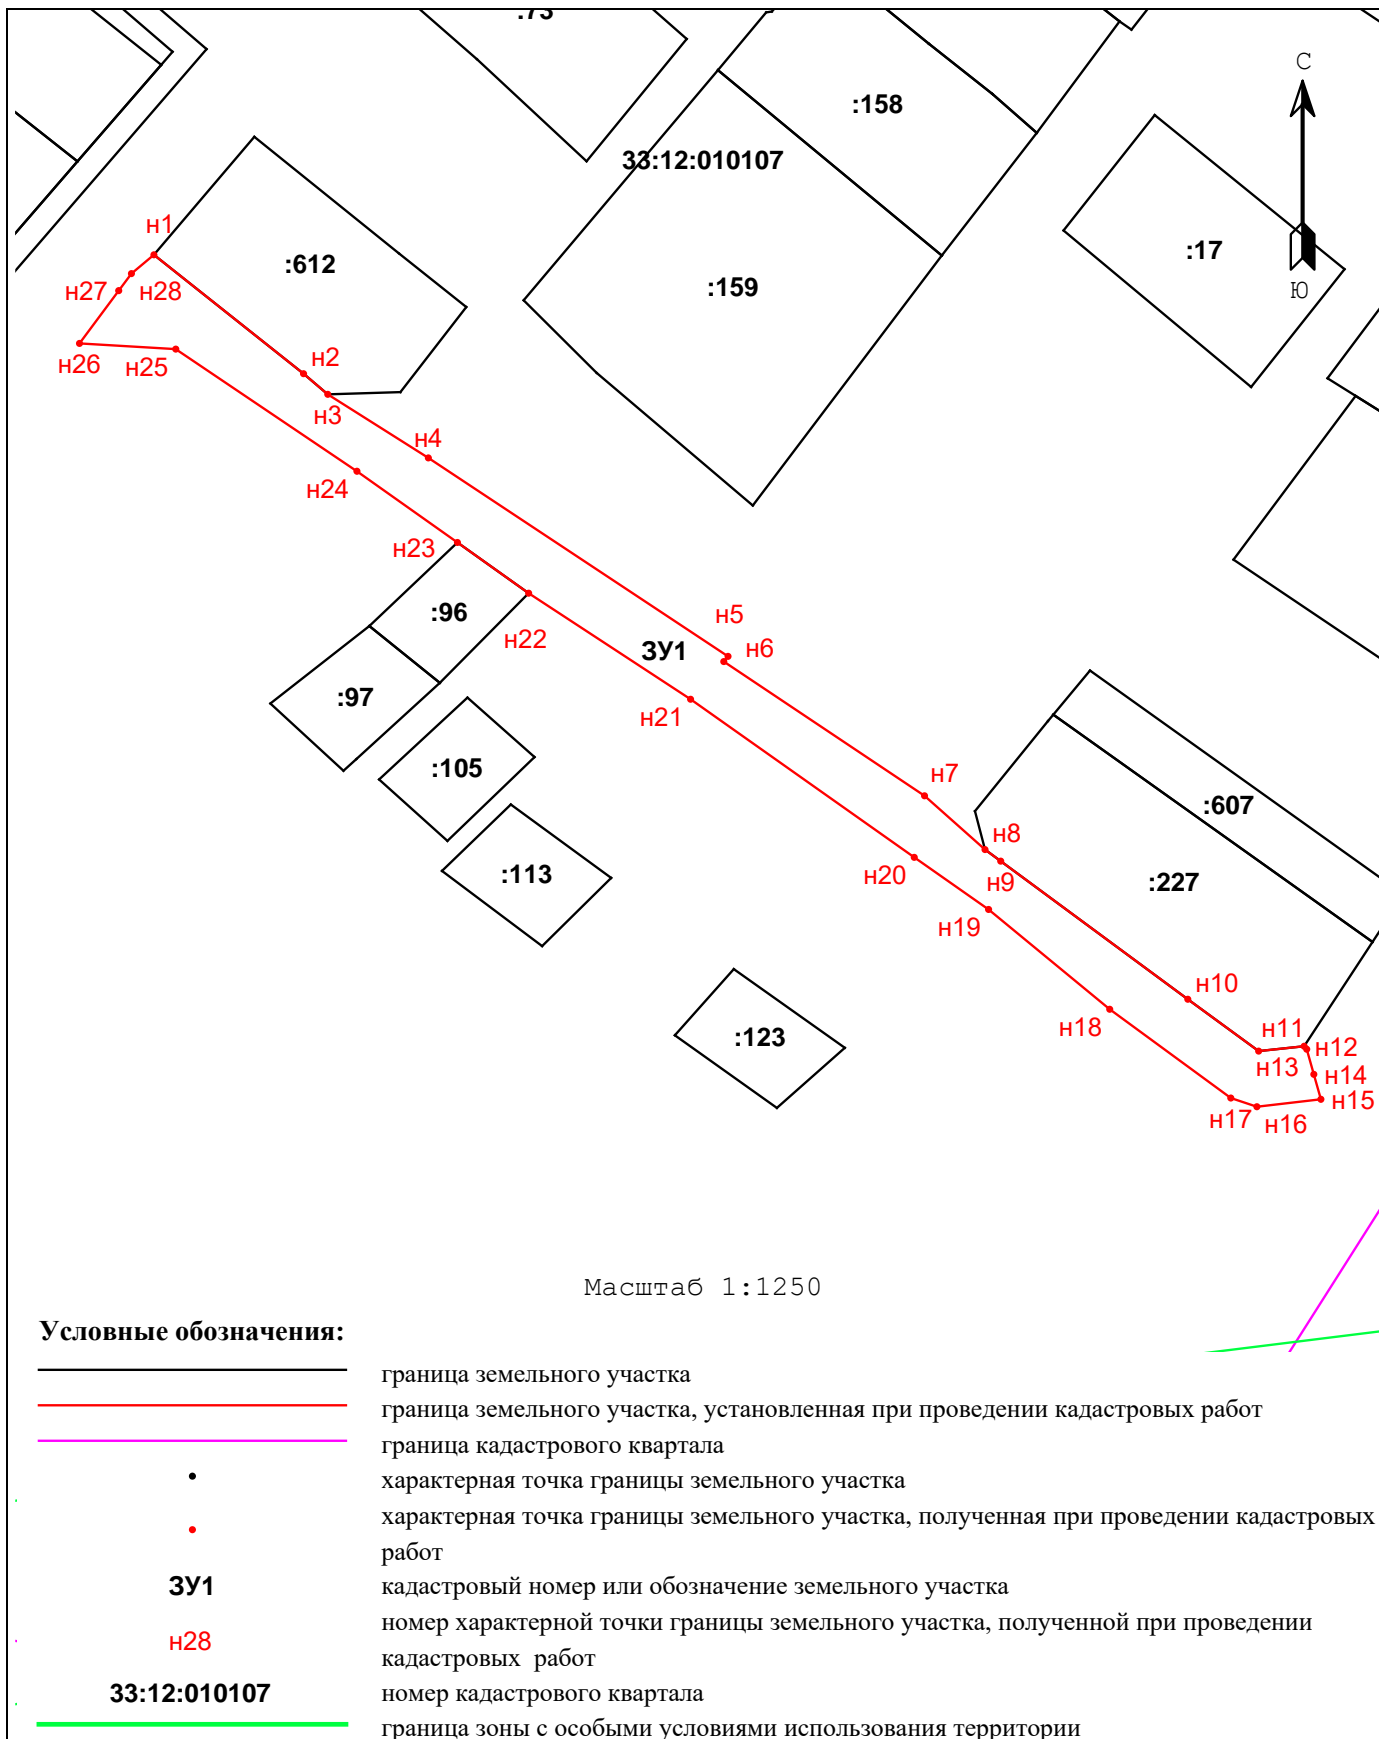 :73
С
:158
33:12:010107
н1
:612
:17
:159
н27
н28
Ю
н26
н25
н2
н3
н4
н24
н23
:96
н5
н6
н22
ЗУ1
:97
н21
:105
н7
:607
н8
н20
н9
:113
:227
н19
н10
н18
:123
н11
н12
н13
н14
н17
н16
н15
Масштаб 1:1250
Условные обозначения:
граница земельного участка
граница земельного участка, установленная при проведении кадастровых работ
граница кадастрового квартала
характерная точка границы земельного участка
характерная точка границы земельного участка, полученная при проведении кадастровых
работ
ЗУ1 кадастровый номер или обозначение земельного участка
номер характерной точки границы земельного участка, полученной при проведении
н28
кадастровых работ
33:12:010107 номер кадастрового квартала
граница зоны с особыми условиями использования территории